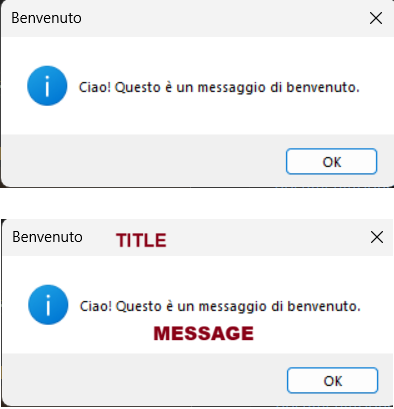 Benvenuto
Ciao! Questo è un messaggio di benvenuto.
OK
Benvenuto TITLE
Ciao! Questo è un messaggio di benvenuto.
MESSAGE
OK